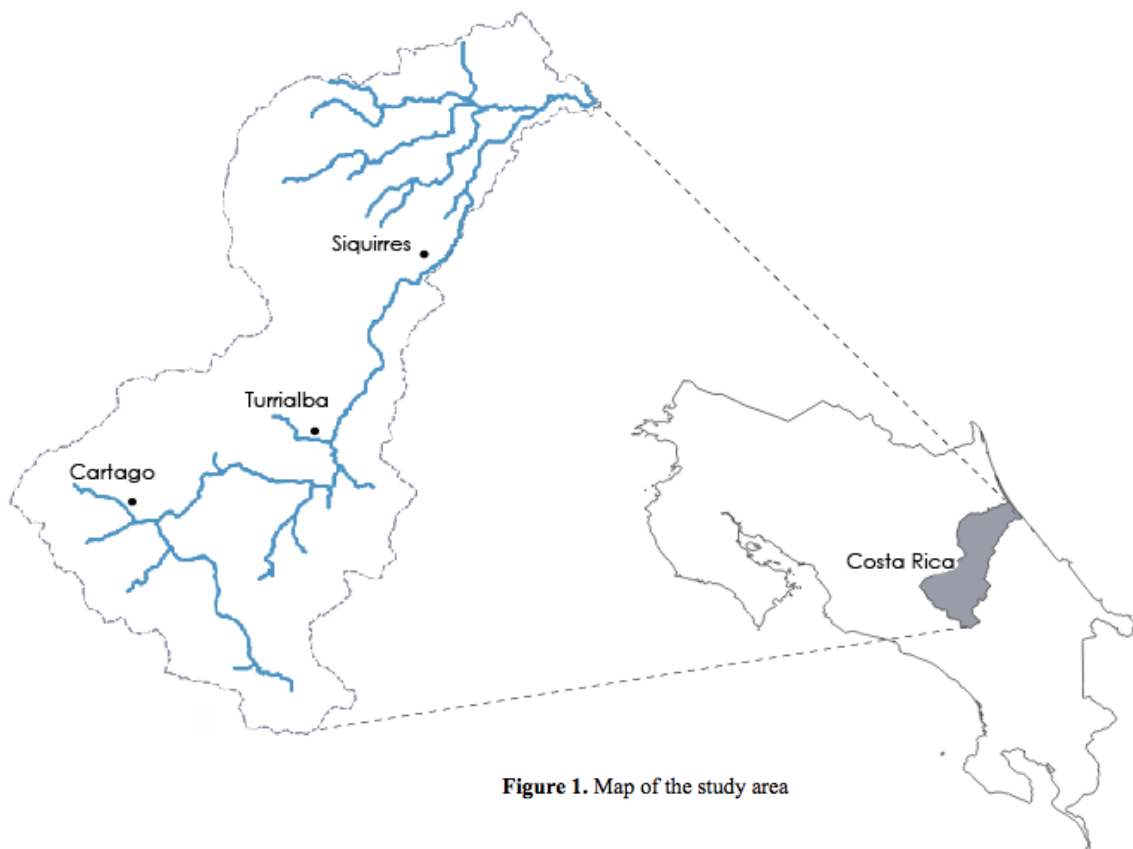 Siquirres
Turrialba
Cartago
Costa Rica
Figure 1. Map of the study area